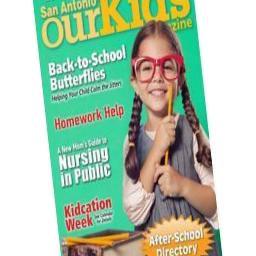 San Antonio
OurKids
azine
Back-to-School
Butterflies
Helping Your Child Calm the Jitters
Homework Help
A New Mom's Guide to
Nursing
in Public
Kidcation
Week
After-School
Directory